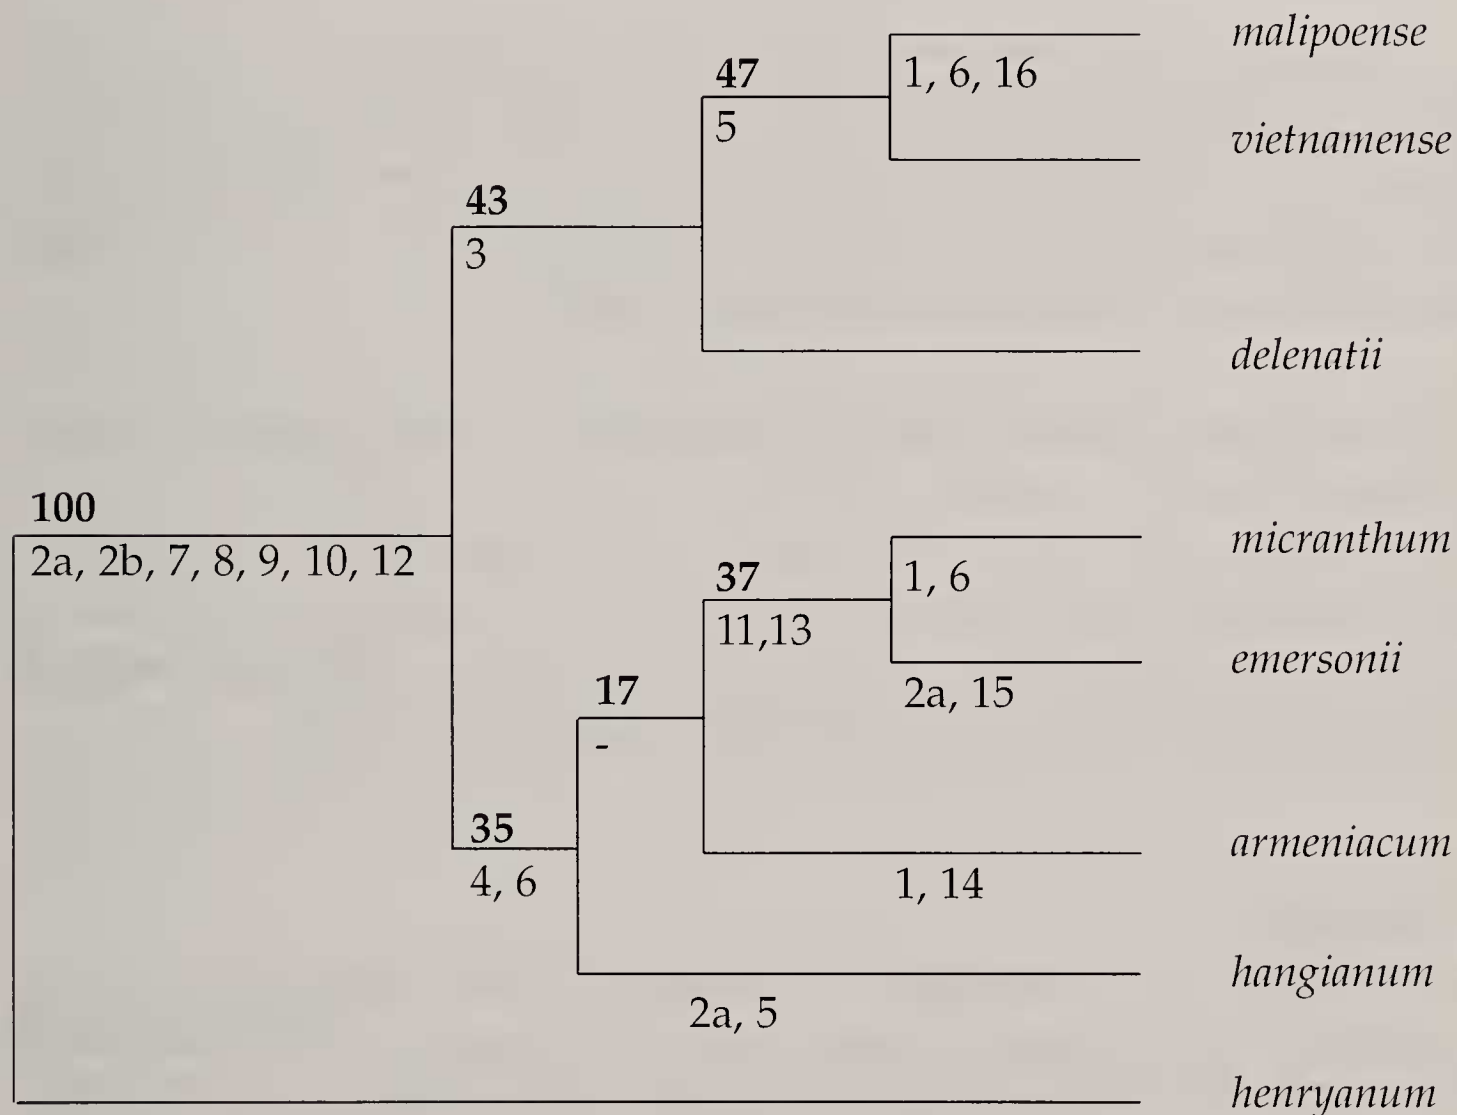 malipoense
47
1, 6, 16
5
vietnamense
43
3
delenatii
100
2a, 2b, 7, 8, 9, 10, 12
micranthum
37
1, 6
11,13
emersonii
17
2a, 15
-
35
armeniacum
4, 6
1, 14
hangianum
2a, 5
henryanum